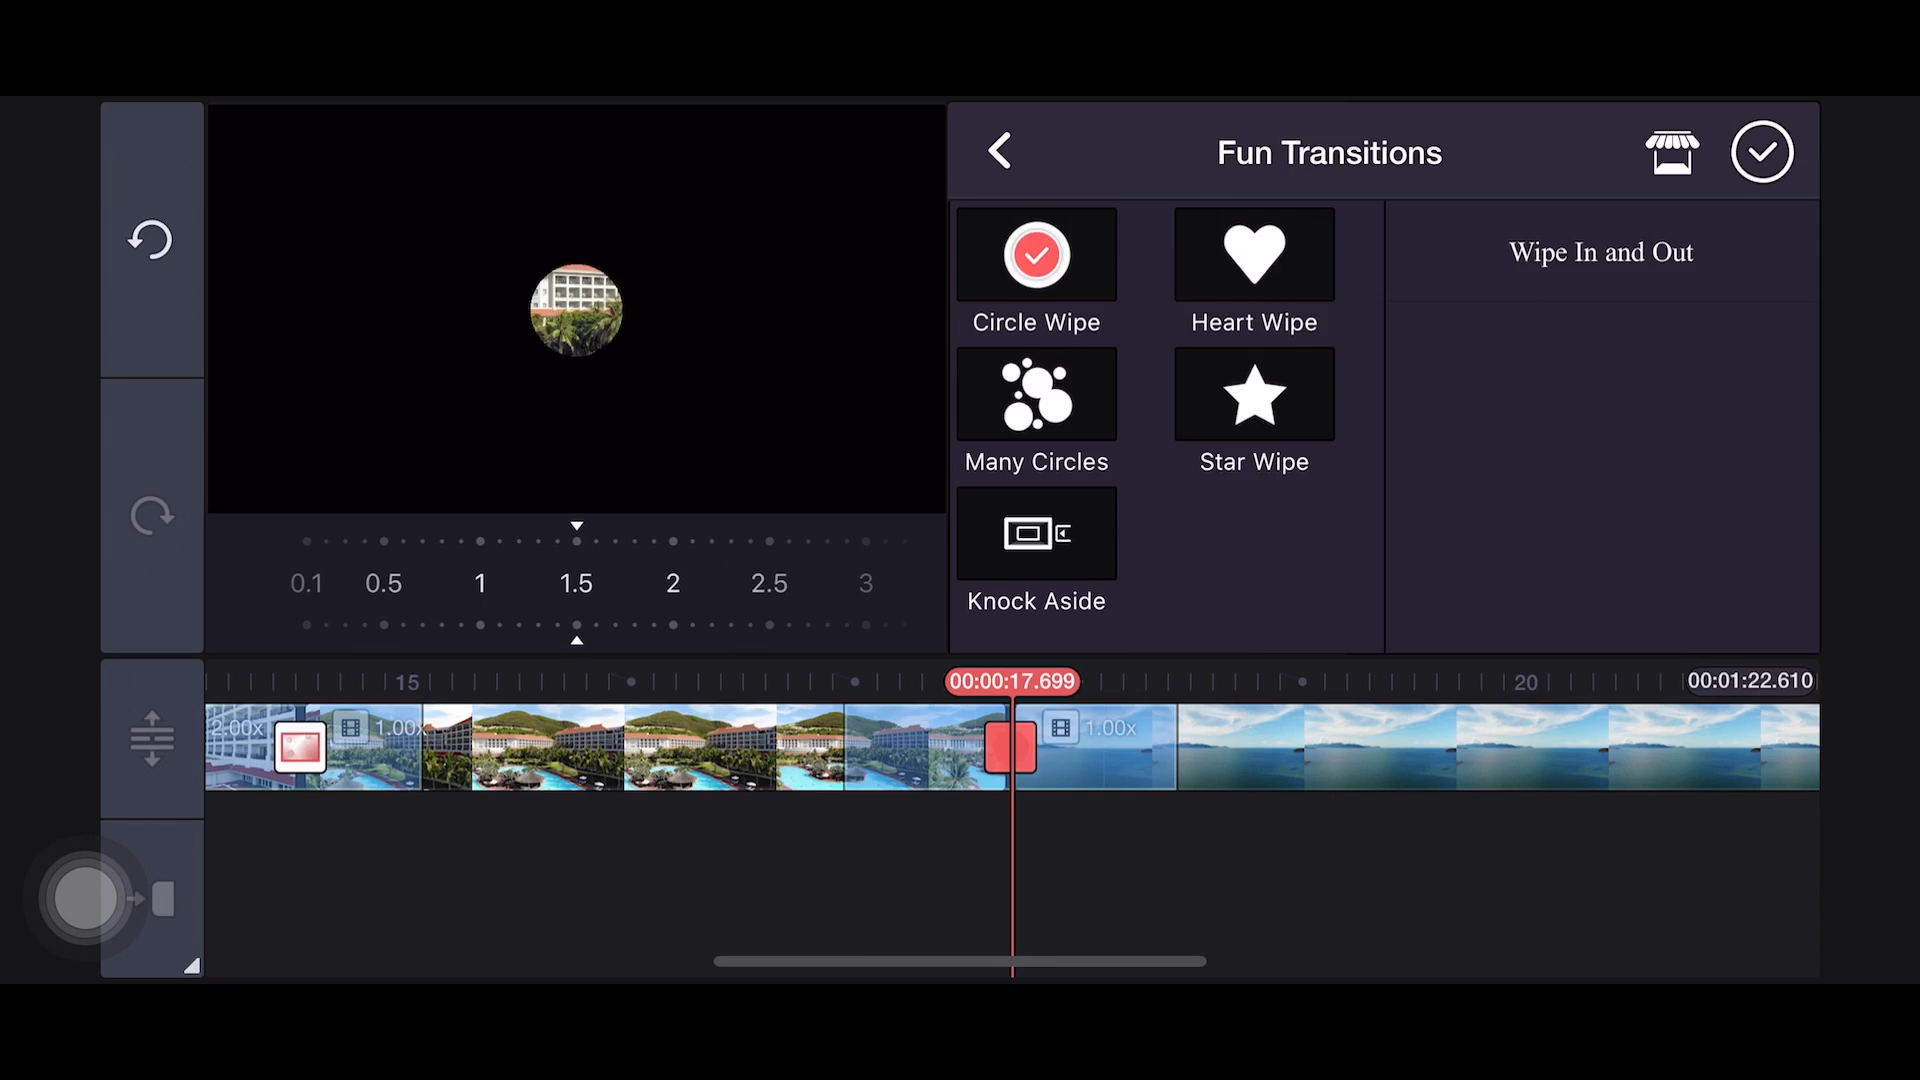 Fun Transitions
Circle Wipe
Heart Wipe
Wipe In and Out
Many Circles
Star Wipe
Knock Aside
0.1 0.5 1 1.5 2 2.5 3
15 00:00:17.699 20 00:01:22.610
2.00x 1.00x 1.00x